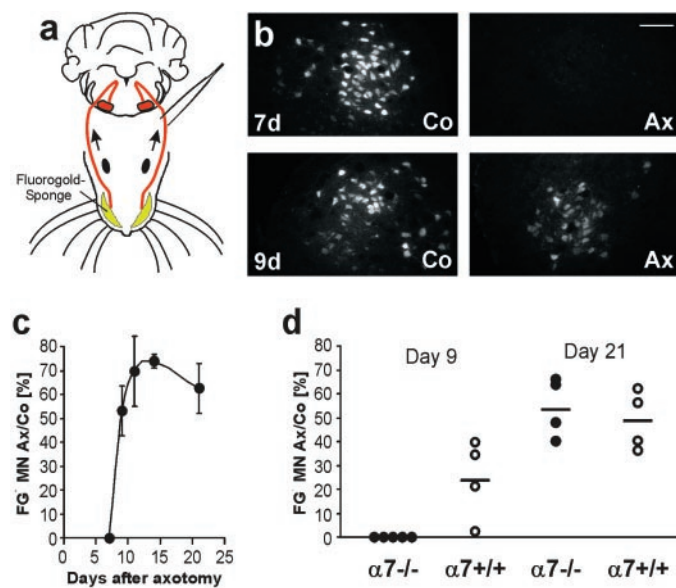 a
Fluorogold-
Sponge
b
7d
Co
Ax
9d
Co
Ax
c
FG⁻ MN Ax/Co [%]
80
70
60
50
40
30
20
10
0
0 5 10 15 20 25
Days after axotomy
d
FG⁻ MN Ax/Co [%]
80
70
60
50
40
30
20
10
0
Day 9
Day 21
α7-/- α7+/+ α7-/- α7+/+